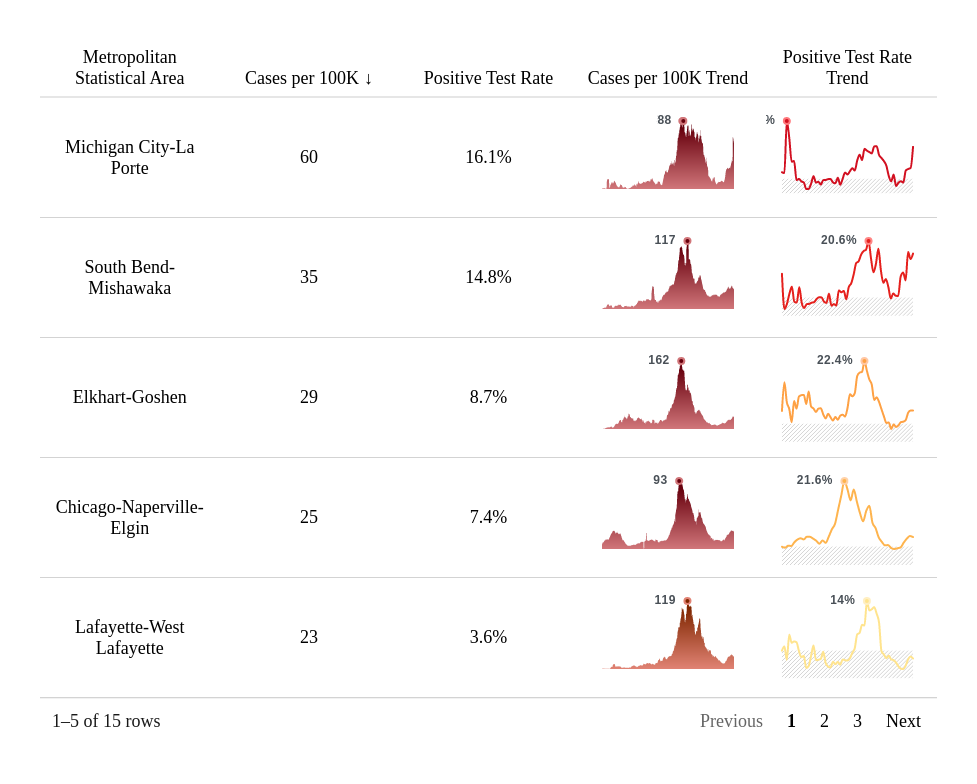 Metropolitan
Statistical Area
Cases per 100K ↓
Positive Test Rate
Cases per 100K Trend
Positive Test Rate
Trend
Michigan City-La
Porte
60
16.1%
88
%
South Bend-
Mishawaka
35
14.8%
117
20.6%
Elkhart-Goshen
29
8.7%
162
22.4%
Chicago-Naperville-
Elgin
25
7.4%
93
21.6%
Lafayette-West
Lafayette
23
3.6%
119
14%
1–5 of 15 rows
Previous 1 2 3 Next